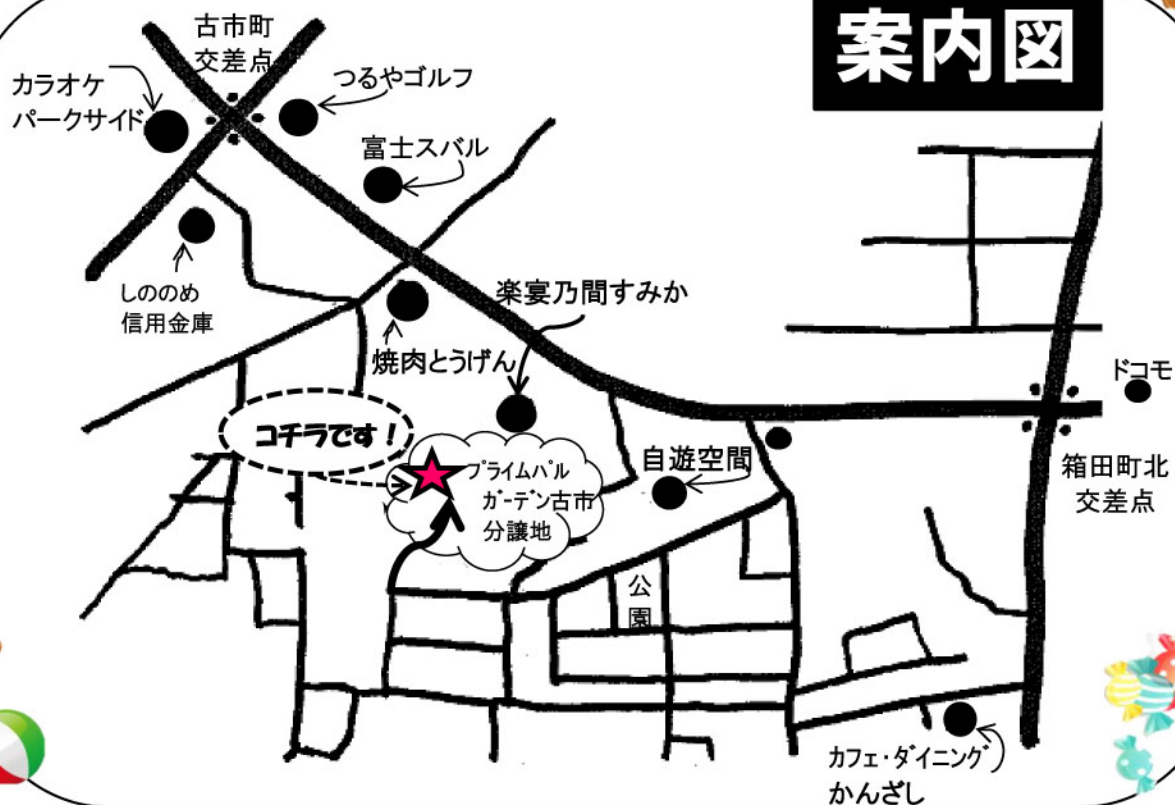 案内図
古市町
交差点
カラオケ
パークサイド
つるやゴルフ
富士スバル
しののめ
信用金庫
楽宴乃間すみか
焼肉とうげん
コチラです!
プライムパル
ガーデン古市
分譲地
自遊空間
ドコモ
箱田町北
交差点
公
園
カフェ・ダイニング
かんざし